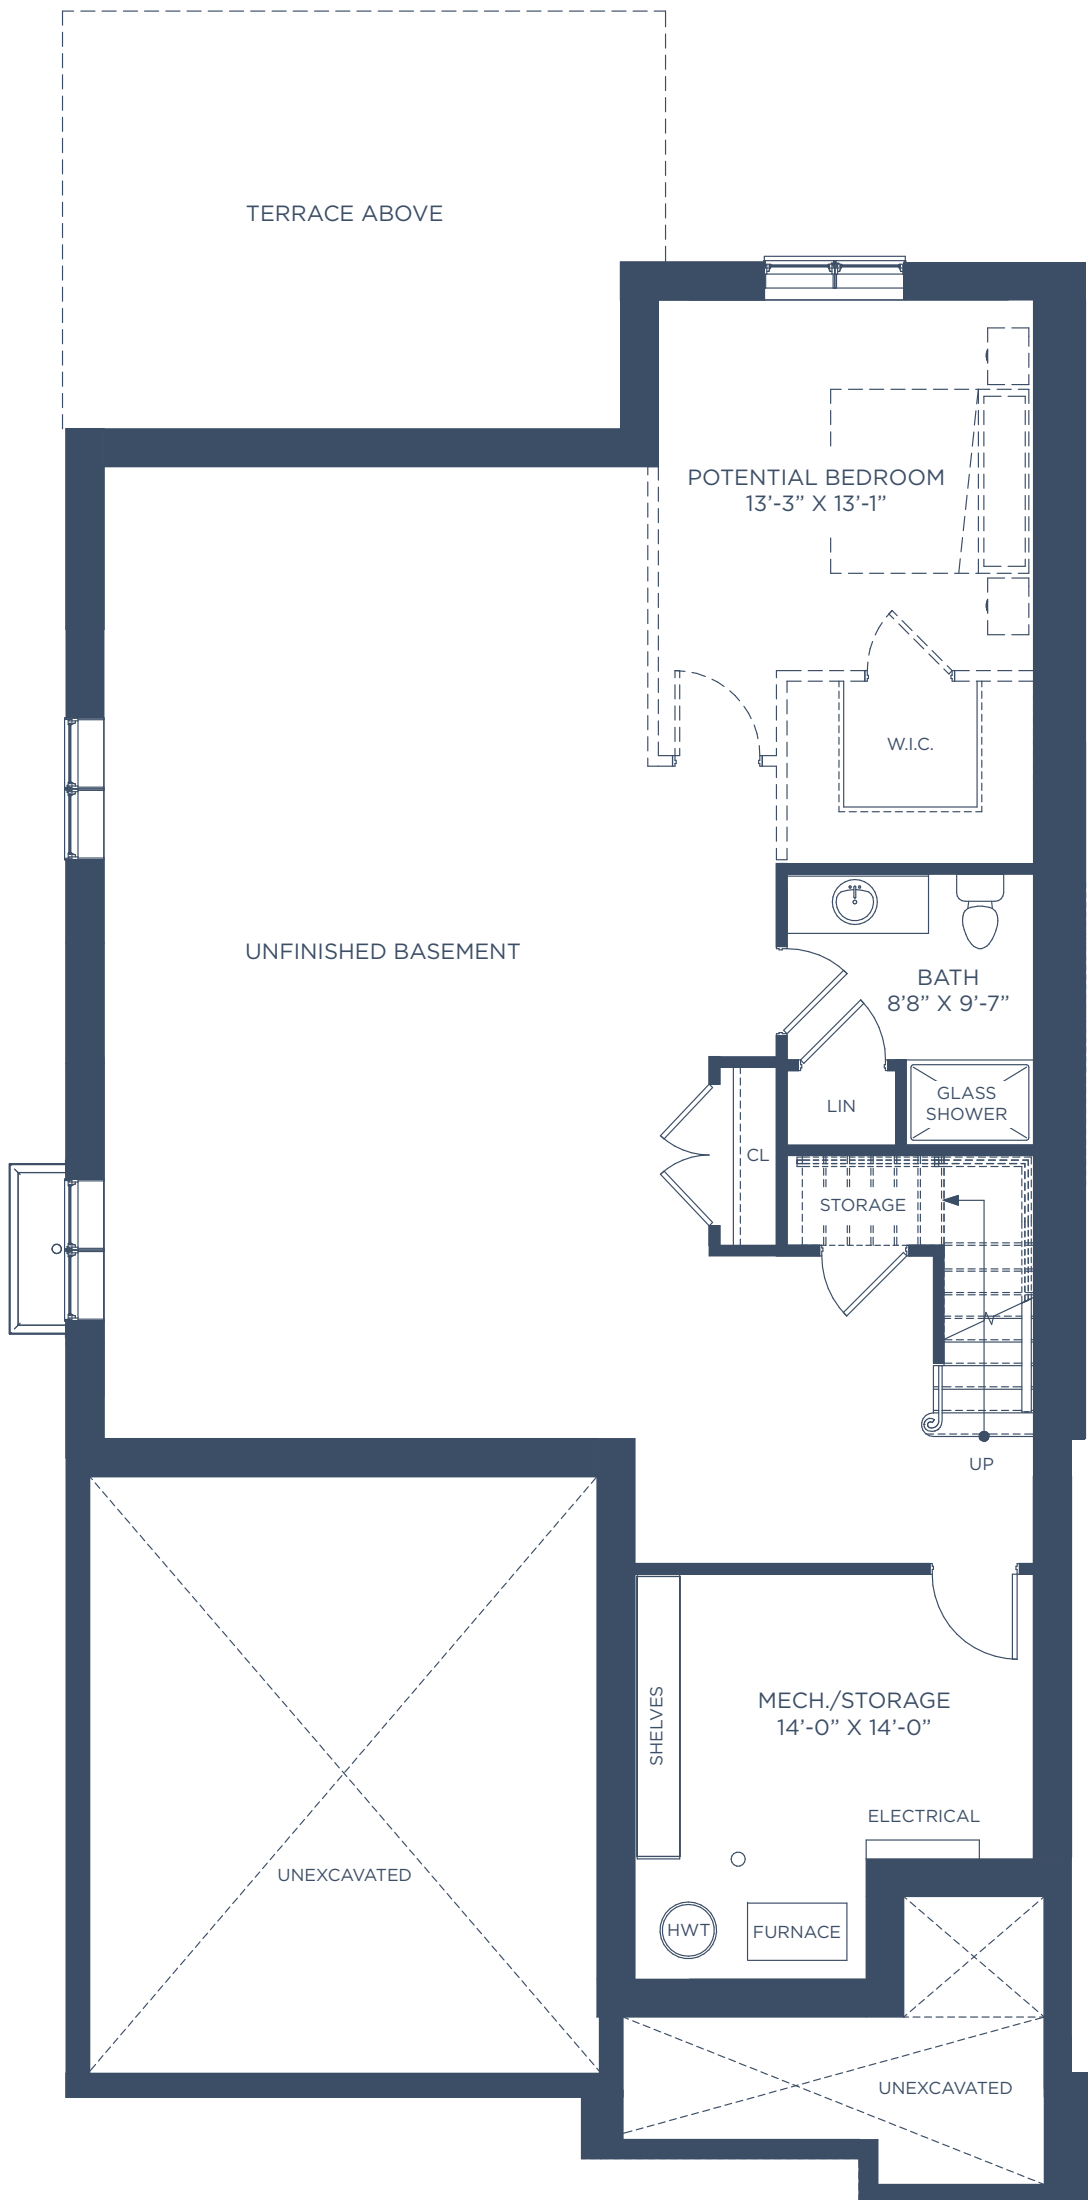 TERRACE ABOVE
POTENTIAL BEDROOM
13’-3” X 13’-1”
W.I.C.
UNFINISHED BASEMENT
BATH
8’8” X 9’-7”
GLASS
SHOWER
LIN
CL
STORAGE
UP
SHELVES
MECH./STORAGE
14’-0” X 14’-0”
ELECTRICAL
UNEXCAVATED
HWT
FURNACE
UNEXCAVATED